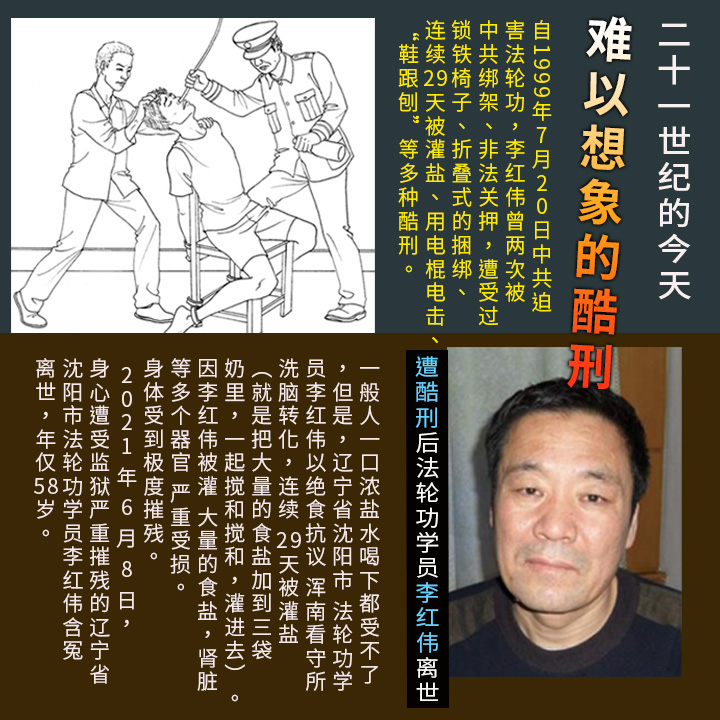 二十一世纪的今天
难以想象的酷刑
自1999年7月20日中共迫
害法轮功，李红伟曾两次被
中共绑架、非法关押，遭受过
锁铁椅子、折叠式的捆绑、
连续29天被灌盐、用电棍电击、
“鞋跟刨”等多种酷刑。
遭酷刑后法轮功学员李红伟离世
一般人一口浓盐水喝下都受不了
，但是，辽宁省沈阳市 法轮功学
员李红伟以绝食抗议 浑南看守所
洗脑转化，连续 29天被灌盐
（就是把大量的食盐加到三袋
奶里，一起搅和搅和，灌进去）。
因李红伟被灌 大量的食盐，肾脏
等多个器官 严重受损。
身体受到极度摧残。
2021年6月8日，
身心遭受监狱严重摧残的辽宁省
沈阳市法轮功学员李红伟含冤
离世，年仅58岁。